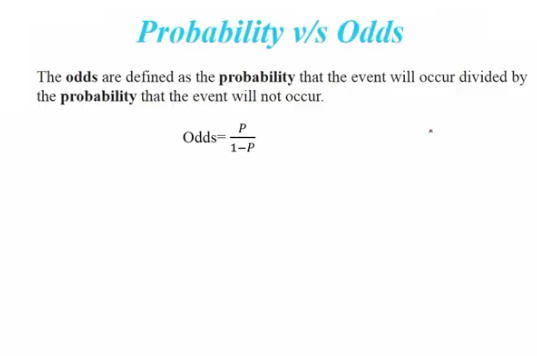 Probability v/s Odds
The odds are defined as the probability that the event will occur divided by
the probability that the event will not occur.
Odds= P / 1−P